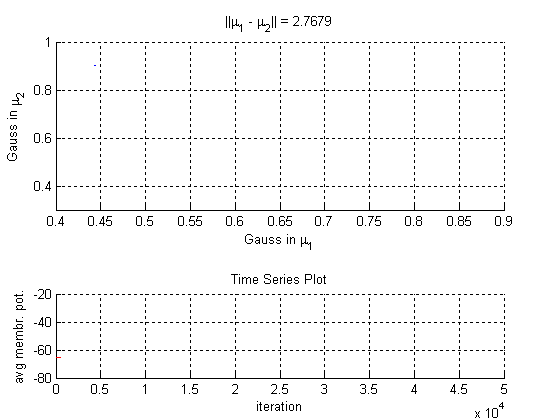 ||μ1 - μ2|| = 2.7679
1
0.8
0.6
0.4
Gauss in μ2
0.4 0.45 0.5 0.55 0.6 0.65 0.7 0.75 0.8 0.85 0.9
Gauss in μ1
Time Series Plot
-20
-40
-60
-80
avg membr. pot.
0 0.5 1 1.5 2 2.5 3 3.5 4 4.5 5
iteration
x 10^4